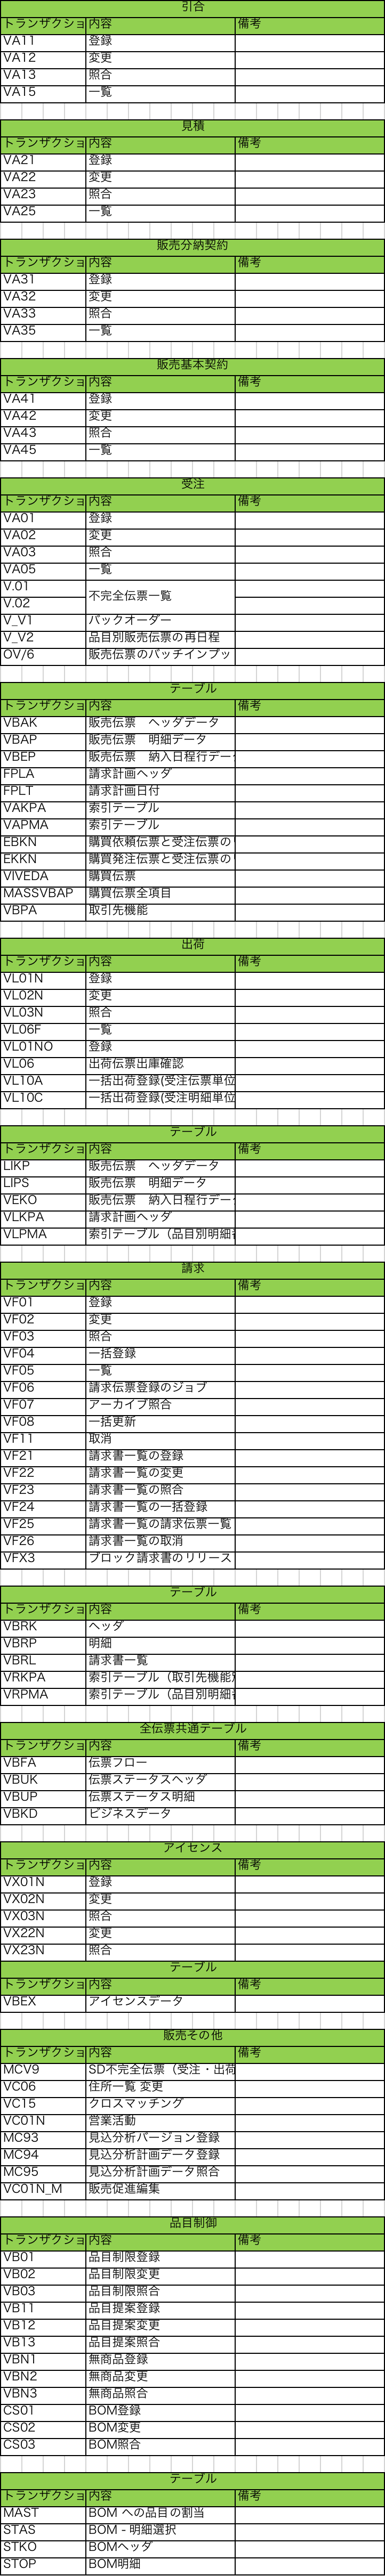 引合
トランザクショ 内容 備考
VA11 登録
VA12 変更
VA13 照合
VA15 一覧
見積
トランザクショ 内容 備考
VA21 登録
VA22 変更
VA23 照合
VA25 一覧
販売分納契約
トランザクショ 内容 備考
VA31 登録
VA32 変更
VA33 照合
VA35 一覧
販売基本契約
トランザクショ 内容 備考
VA41 登録
VA42 変更
VA43 照合
VA45 一覧
受注
トランザクショ 内容 備考
VA01 登録
VA02 変更
VA03 照合
VA05 一覧
V.01 不完全伝票一覧
V.02
V_V1 バックオーダー
V_V2 品目別販売伝票の再日程
OV/6 販売伝票のバッチインプッ
テーブル
トランザクショ 内容 備考
VBAK 販売伝票　ヘッダデータ
VBAP 販売伝票　明細データ
VBEP 販売伝票　納入日程行デー
FPLA 請求計画ヘッダ
FPLT 請求計画日付
VAKPA 索引テーブル
VAPMA 索引テーブル
EBKN 購買依頼伝票と受注伝票の
EKKN 購買発注伝票と受注伝票の
VIVEDA 購買伝票
MASSVBAP 購買伝票全項目
VBPA 取引先機能
出荷
トランザクショ 内容 備考
VL01N 登録
VL02N 変更
VL03N 照合
VL06F 一覧
VL01NO 登録
VL06 出荷伝票出庫確認
VL10A 一括出荷登録(受注伝票単位
VL10C 一括出荷登録(受注明細単位
テーブル
トランザクショ 内容 備考
LIKP 販売伝票　ヘッダデータ
LIPS 販売伝票　明細データ
VEKO 販売伝票　納入日程行デー
VLKPA 請求計画ヘッダ
VLPMA 索引テーブル（品目別明細
請求
トランザクショ 内容 備考
VF01 登録
VF02 変更
VF03 照合
VF04 一括登録
VF05 一覧
VF06 請求伝票登録のジョブ
VF07 アーカイブ照合
VF08 一括更新
VF11 取消
VF21 請求書一覧の登録
VF22 請求書一覧の変更
VF23 請求書一覧の照合
VF24 請求書一覧の一括登録
VF25 請求書一覧の請求伝票一覧
VF26 請求書一覧の取消
VFX3 ブロック請求書のリリース
テーブル
トランザクショ 内容 備考
VBRK ヘッダ
VBRP 明細
VBRL 請求書一覧
VRKPA 索引テーブル（取引先機能
VRPMA 索引テーブル（品目別明細
全伝票共通テーブル
トランザクショ 内容 備考
VBFA 伝票フロー
VBUK 伝票ステータスヘッダ
VBUP 伝票ステータス明細
VBKD ビジネスデータ
アイセンス
トランザクショ 内容 備考
VX01N 登録
VX02N 変更
VX03N 照合
VX22N 変更
VX23N 照合
テーブル
トランザクショ 内容 備考
VBEX アイセンスデータ
販売その他
トランザクショ 内容 備考
MCV9 SD不完全伝票（受注・出荷
VC06 住所一覧 変更
VC15 クロスマッチング
VC01N 営業活動
MC93 見込分析バージョン登録
MC94 見込分析計画データ登録
MC95 見込分析計画データ照合
VC01N_M 販売促進編集
品目制御
トランザクショ 内容 備考
VB01 品目制限登録
VB02 品目制限変更
VB03 品目制限照合
VB11 品目提案登録
VB12 品目提案変更
VB13 品目提案照合
VBN1 無商品登録
VBN2 無商品変更
VBN3 無商品照合
CS01 BOM登録
CS02 BOM変更
CS03 BOM照合
テーブル
トランザクショ 内容 備考
MAST BOM への品目の割当
STAS BOM - 明細選択
STKO BOMヘッダ
STOP BOM明細